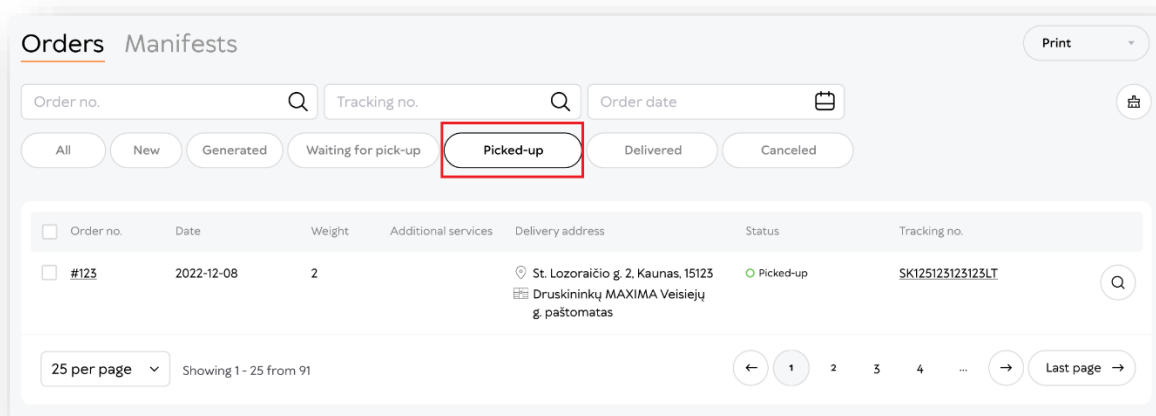 Orders Manifests Print
Order no. Tracking no. Order date
All New Generated Waiting for pick-up Picked-up Delivered Canceled
Order no. Date Weight Additional services Delivery address Status Tracking no.
#123 2022-12-08 2 St. Lozoraičio g. 2, Kaunas, 15123 Picked-up SK125123123123LT
Druskininkų MAXIMA Veisiejų
g. paštomatas
25 per page Showing 1 - 25 from 91 ← 1 2 3 4 ... → Last page →